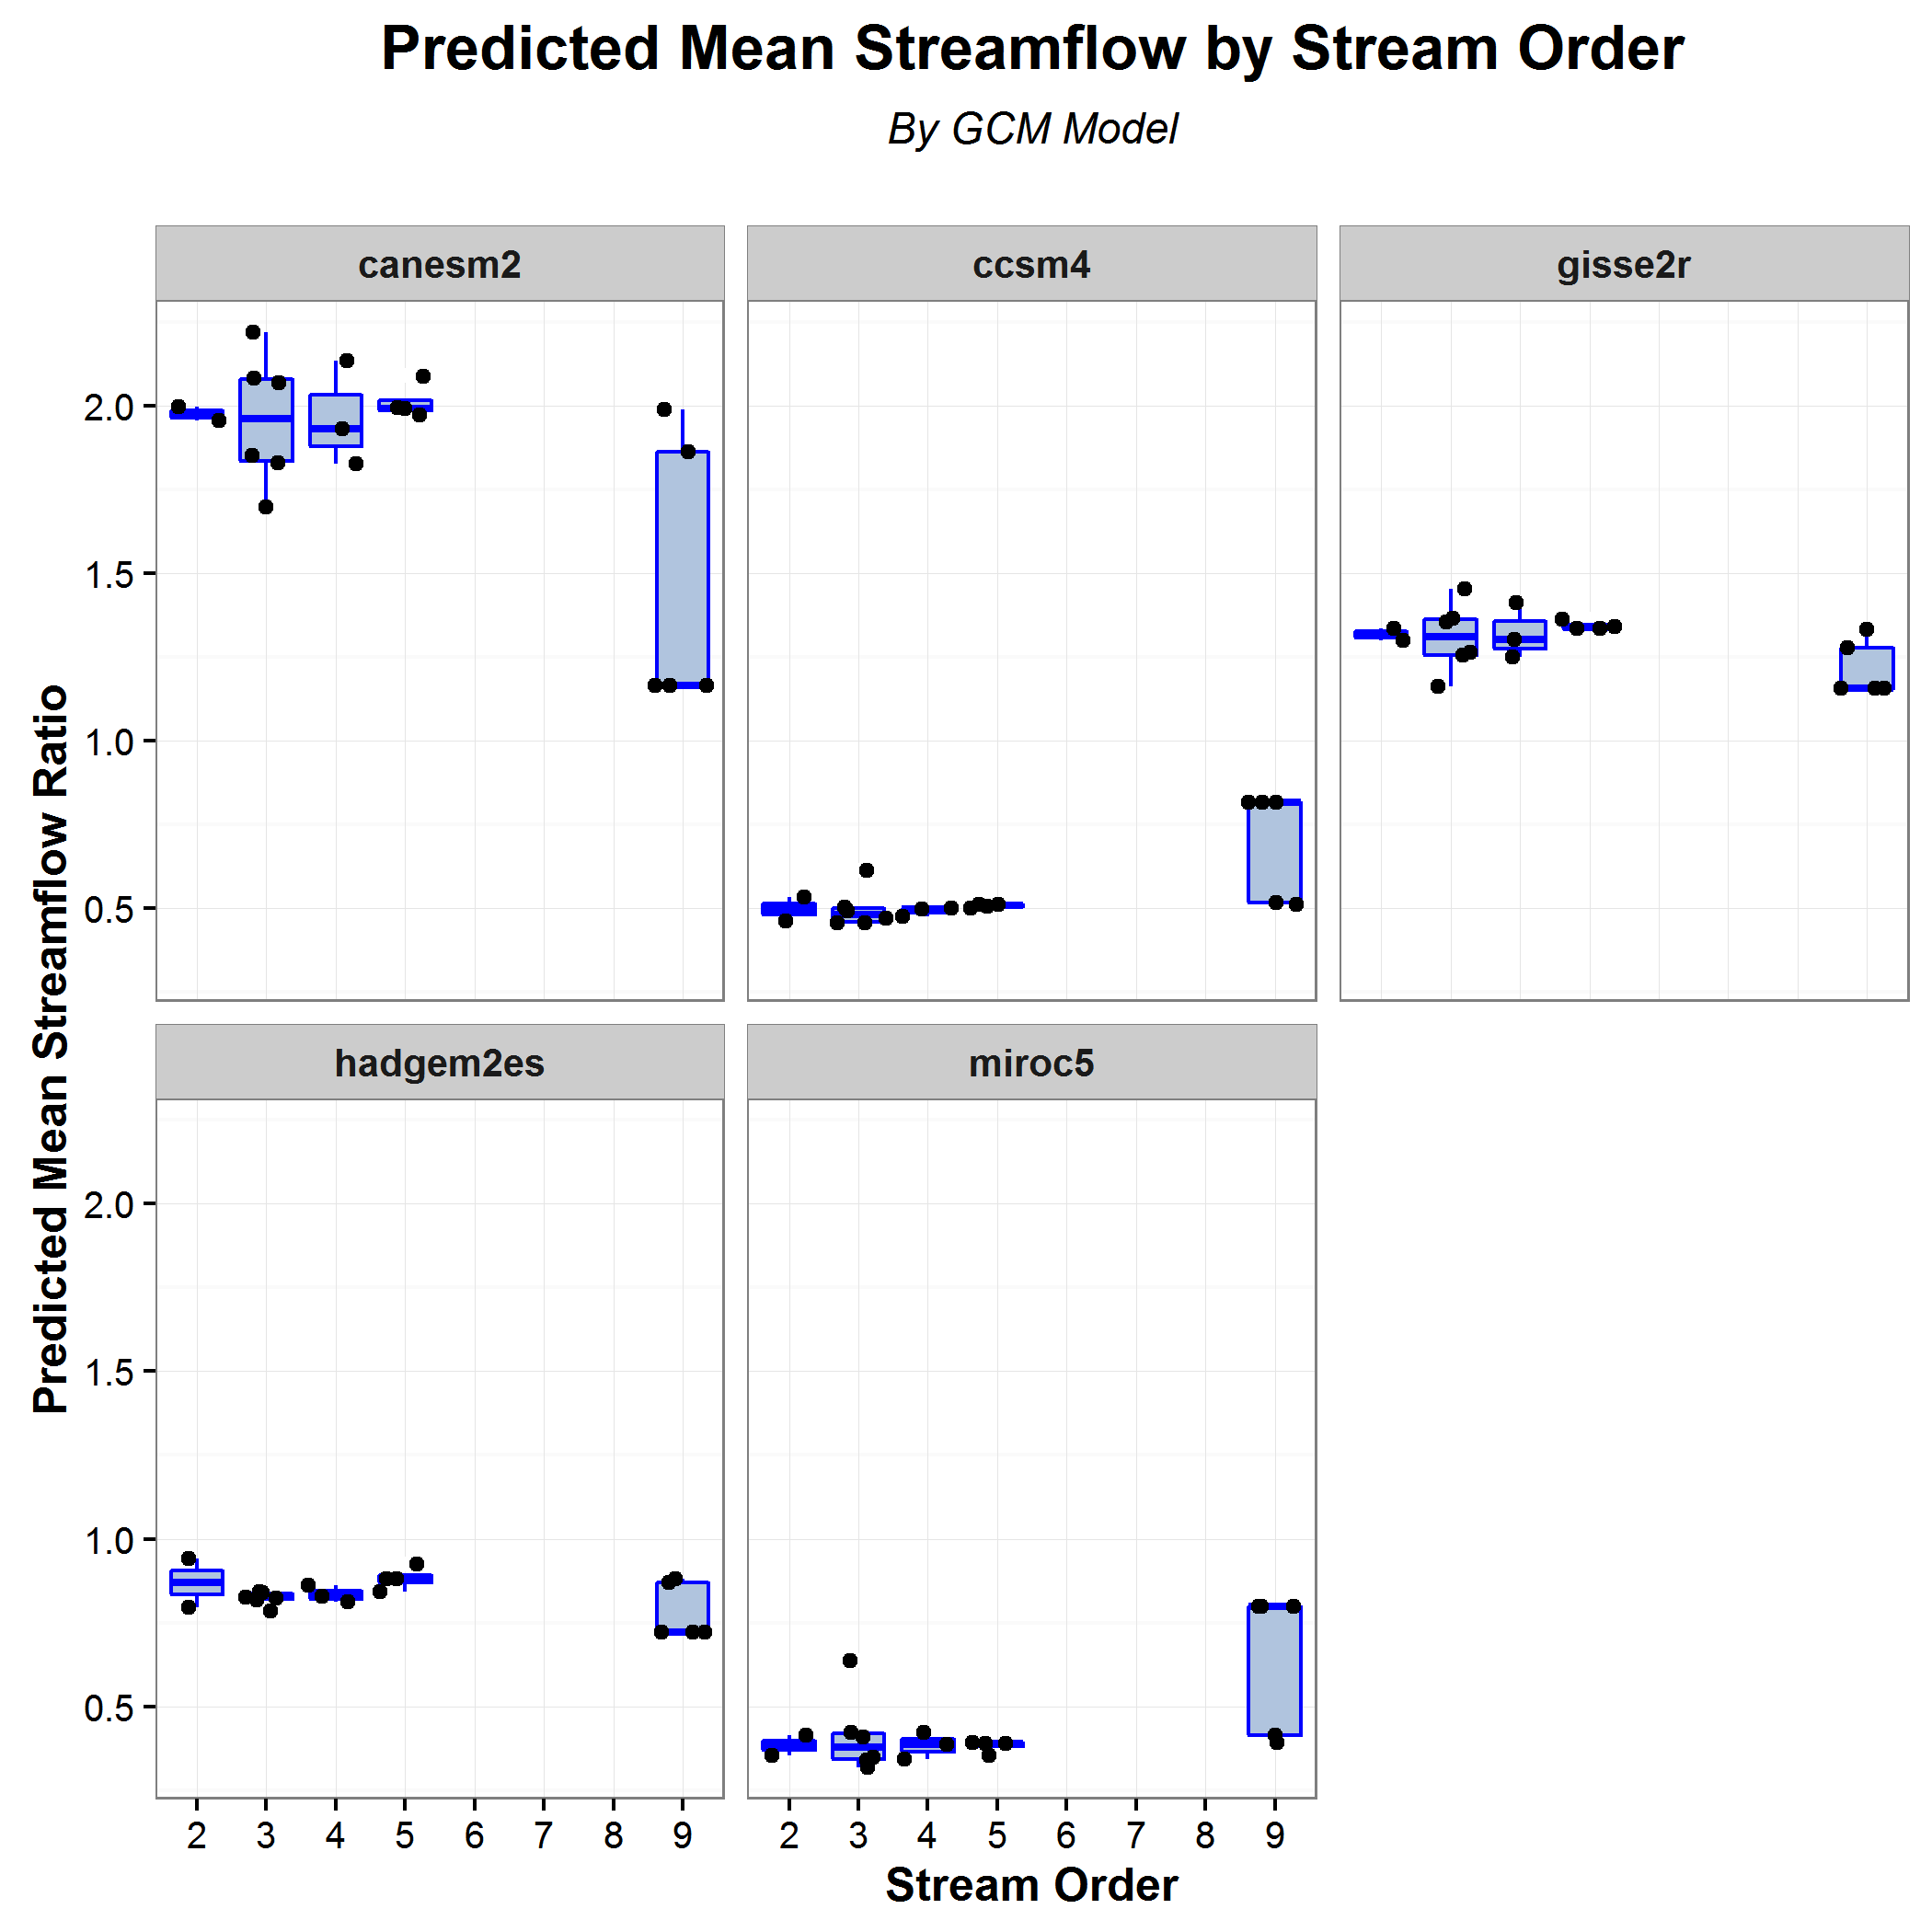 Predicted Mean Streamflow by Stream Order
By GCM Model
canesm2
ccsm4
gisse2r
2.0
1.5
1.0
0.5
Predicted Mean Streamflow Ratio
hadgem2es
miroc5
2.0
1.5
1.0
0.5
2 3 4 5 6 7 8 9
2 3 4 5 6 7 8 9
Stream Order